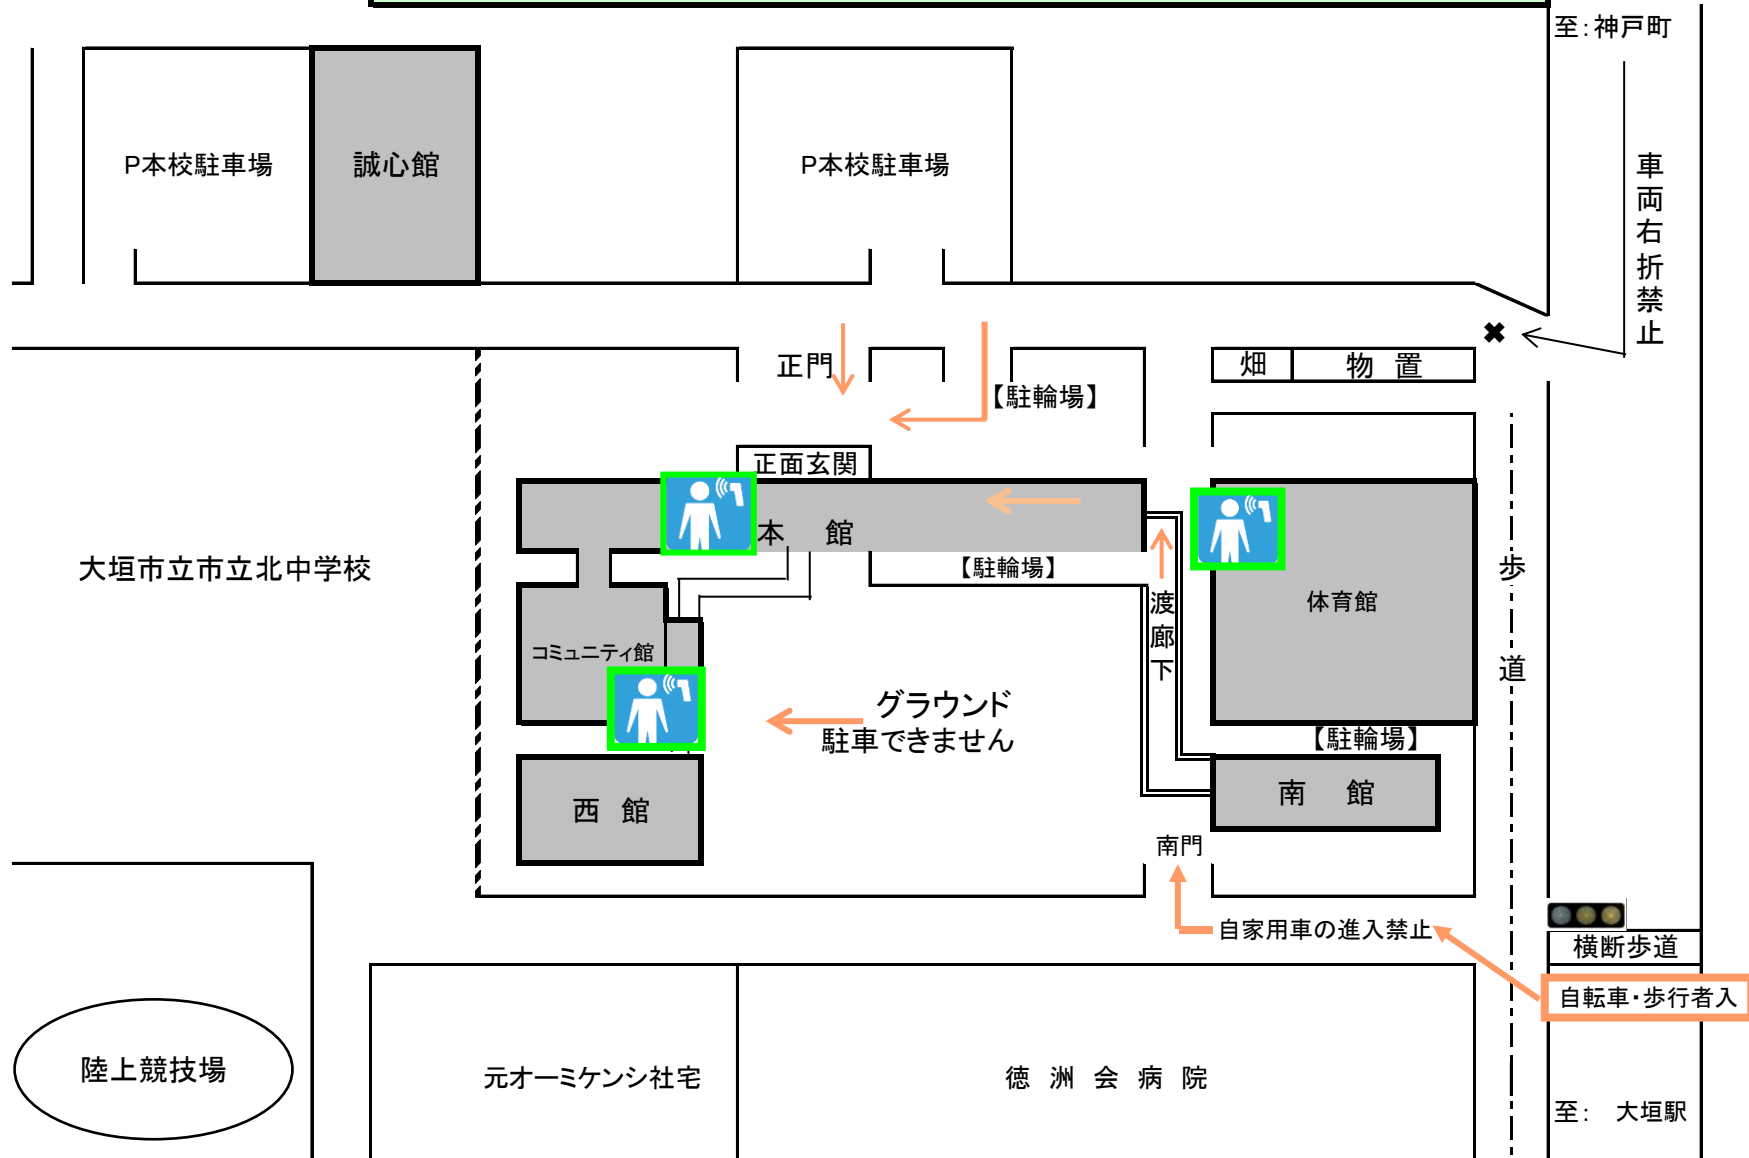 至：神戸町
P本校駐車場
誠心館
P本校駐車場
車両右折禁止
正門
【駐輪場】
畑
物 置
正面玄関
本 館
【駐輪場】
大垣市立市立北中学校
渡廊下
体育館
歩道
コミュニティ館
グラウンド
駐車できません
【駐輪場】
西 館
南 館
南門
自家用車の進入禁止
横断歩道
自転車・歩行者入
陸上競技場
元オーミケンシ社宅
徳 洲 会 病 院
至： 大垣駅